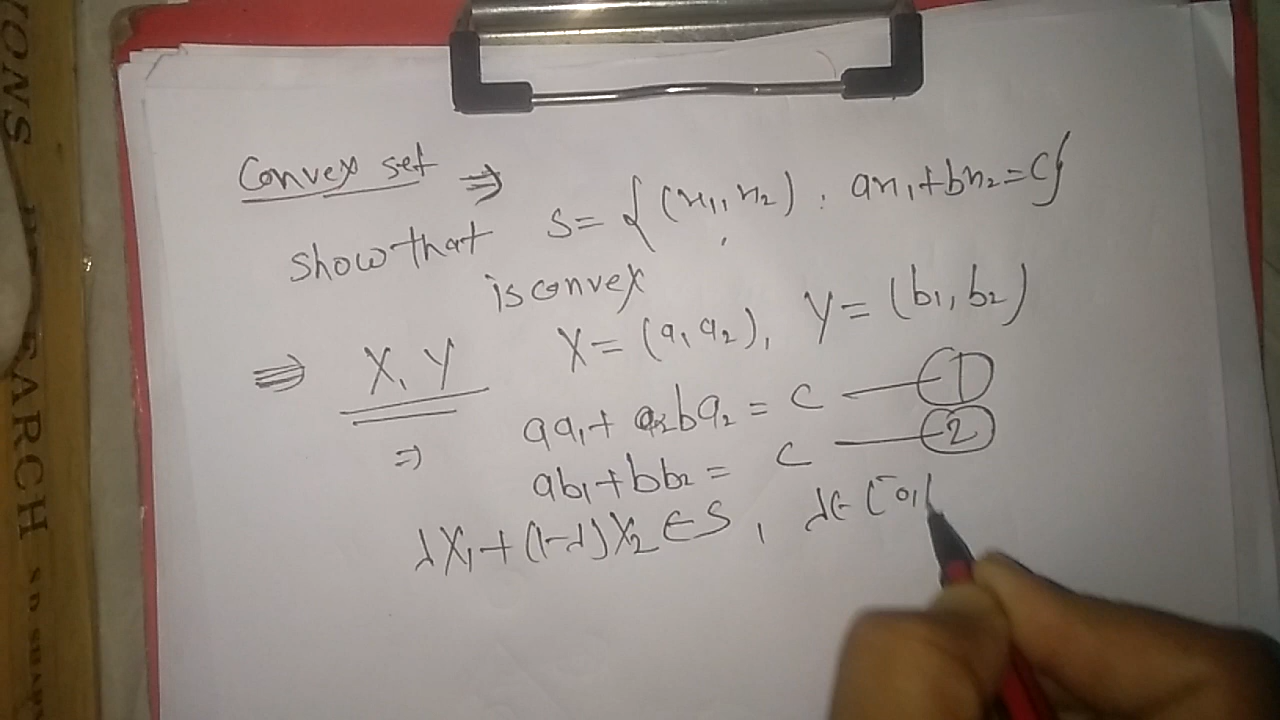 Convex set ⇒
show that S = { (x₁, x₂) : ax₁ + bx₂ = C}
is convex
⇒ X, Y X = (a₁ a₂), Y = (b₁, b₂)
aa₁ + ba₂ = C — ①
⇒ ab₁ + bb₂ = C — ②
λX₁ + (1-λ)X₂ ∈ S, λ ∈ [0,1